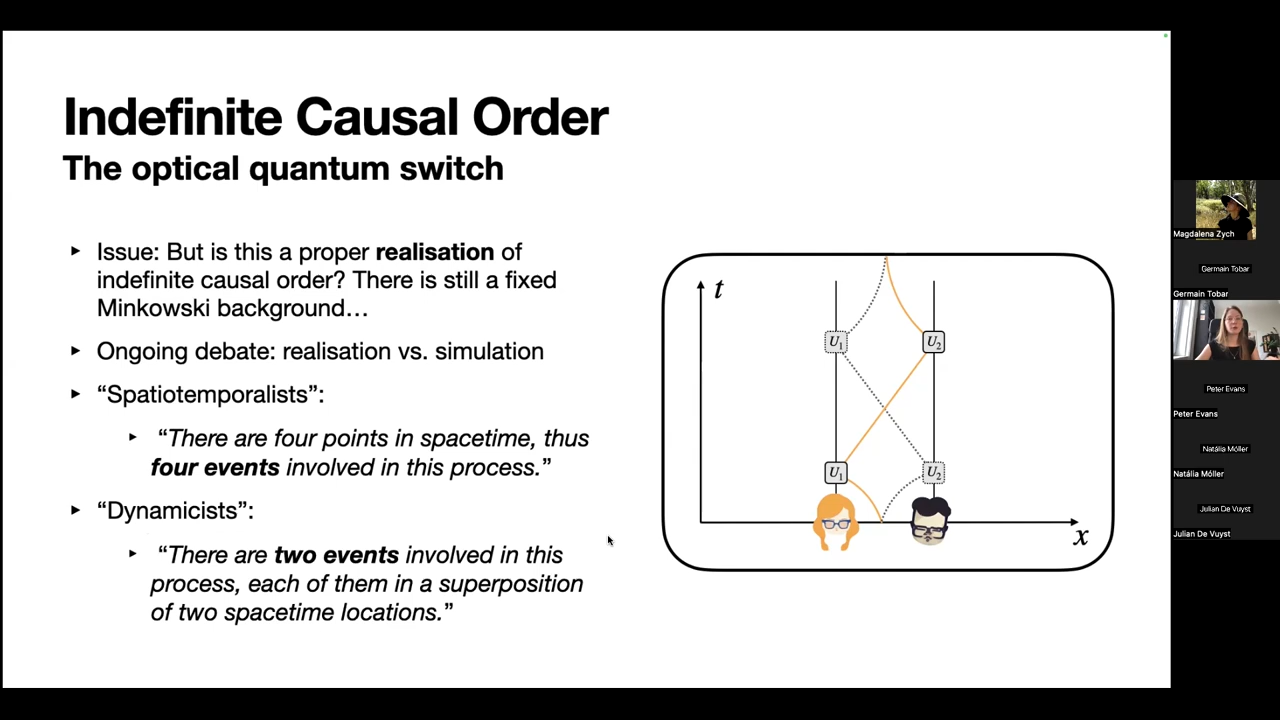 Indefinite Causal Order
The optical quantum switch
‣ Issue: But is this a proper realisation of
indefinite causal order? There is still a fixed
Minkowski background…
‣ Ongoing debate: realisation vs. simulation
‣ “Spatiotemporalists”:
‣ “There are four points in spacetime, thus
four events involved in this process.”
‣ “Dynamicists”:
‣ “There are two events involved in this
process, each of them in a superposition
of two spacetime locations.”
t
U₁ U₂
U₁ U₂
x
Magdalena Zych
Germain Tobar
Germain Tobar
Peter Evans
Peter Evans
Natália Móller
Natália Móller
Julian De Vuyst
Julian De Vuyst